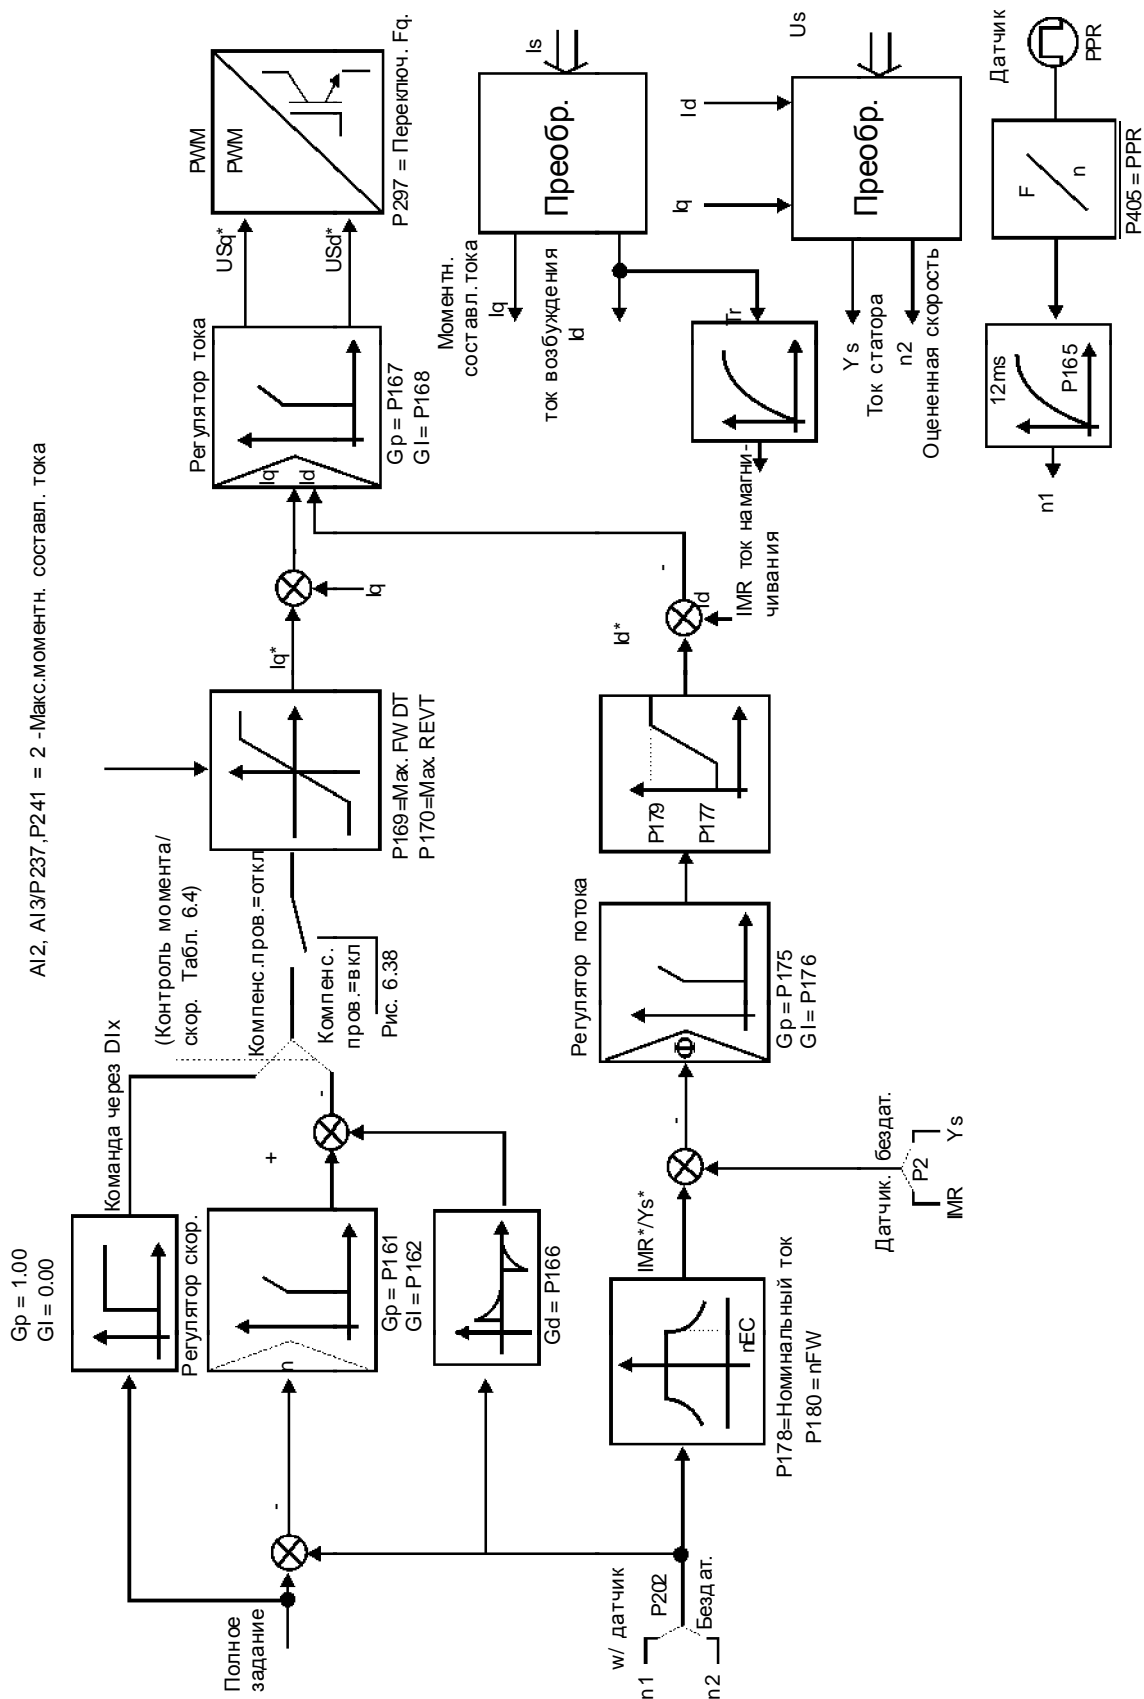 AI2, AI3/P237,P241 = 2 -Макс.моментн. составл. тока
Gp = 1.00
GI = 0.00
Команда через DIx
(Контроль момента/
скор. Табл. 6.4)
Компенс.пров.=откл
Компенс.
пров.=вкл
Рис. 6.38
P169=Max. FWDT
P170=Max. REVT
Iq*
Iq
-
Регулятор тока
Iq
Id
Gp = P167
GI = P168
USq*
USd*
PWM
PWM
P297 = Переключ. Fq.
Полное
задание
-
Регулятор скор.
n
Gp = P161
GI = P162
+
-
Gd = P166
w/ датчик
n1
P202
n2
Бездат.
nEC
P178=Номинальный ток
P180 = nFW
IMR*/Ys*
-
Датчик. бездат.
P2
IMR
Ys
Регулятор потока
Ф
Gp = P175
GI = P176
P179
P177
Id*
Id
-
Моментн.
составл. тока
Iq
ток возбуждения
Id
Преобр.
Is
Tr
IMR ток намагни-
чивания
Us
Id
Iq
Преобр.
Ys
Ток статора
n2
Оцененная скорость
Датчик
PPR
F
n
P405 = PPR
12ms
P165
n1